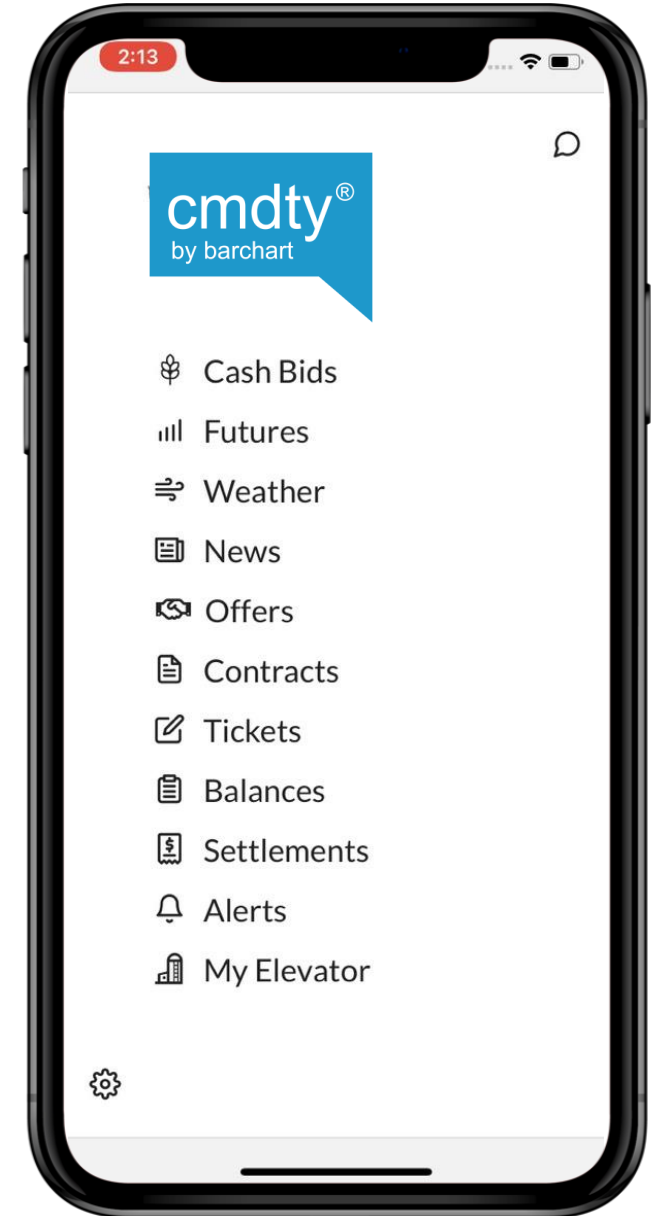 2:13
cmdty®
by barchart
Cash Bids
Futures
Weather
News
Offers
Contracts
Tickets
Balances
Settlements
Alerts
My Elevator